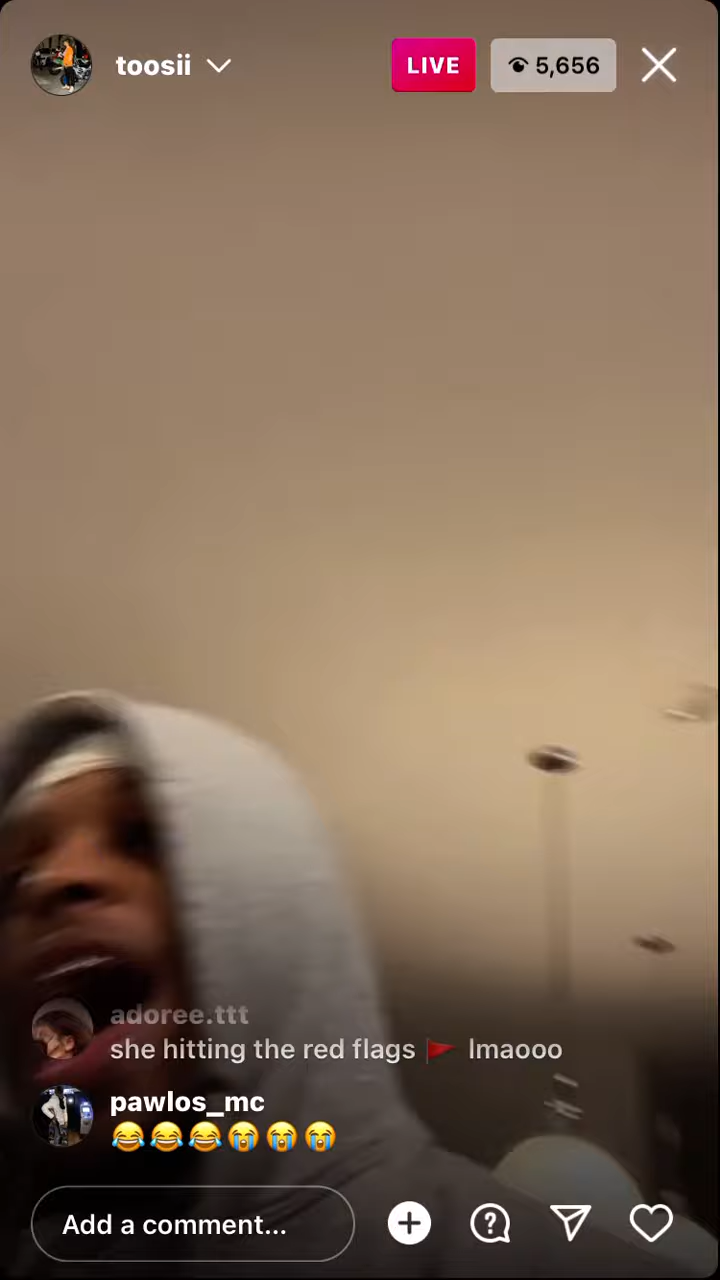 toosii
LIVE
5,656
adoree.ttt
she hitting the red flags 🚩 lmaooo
pawlos_mc
😂😂😂😭😭😭
Add a comment...